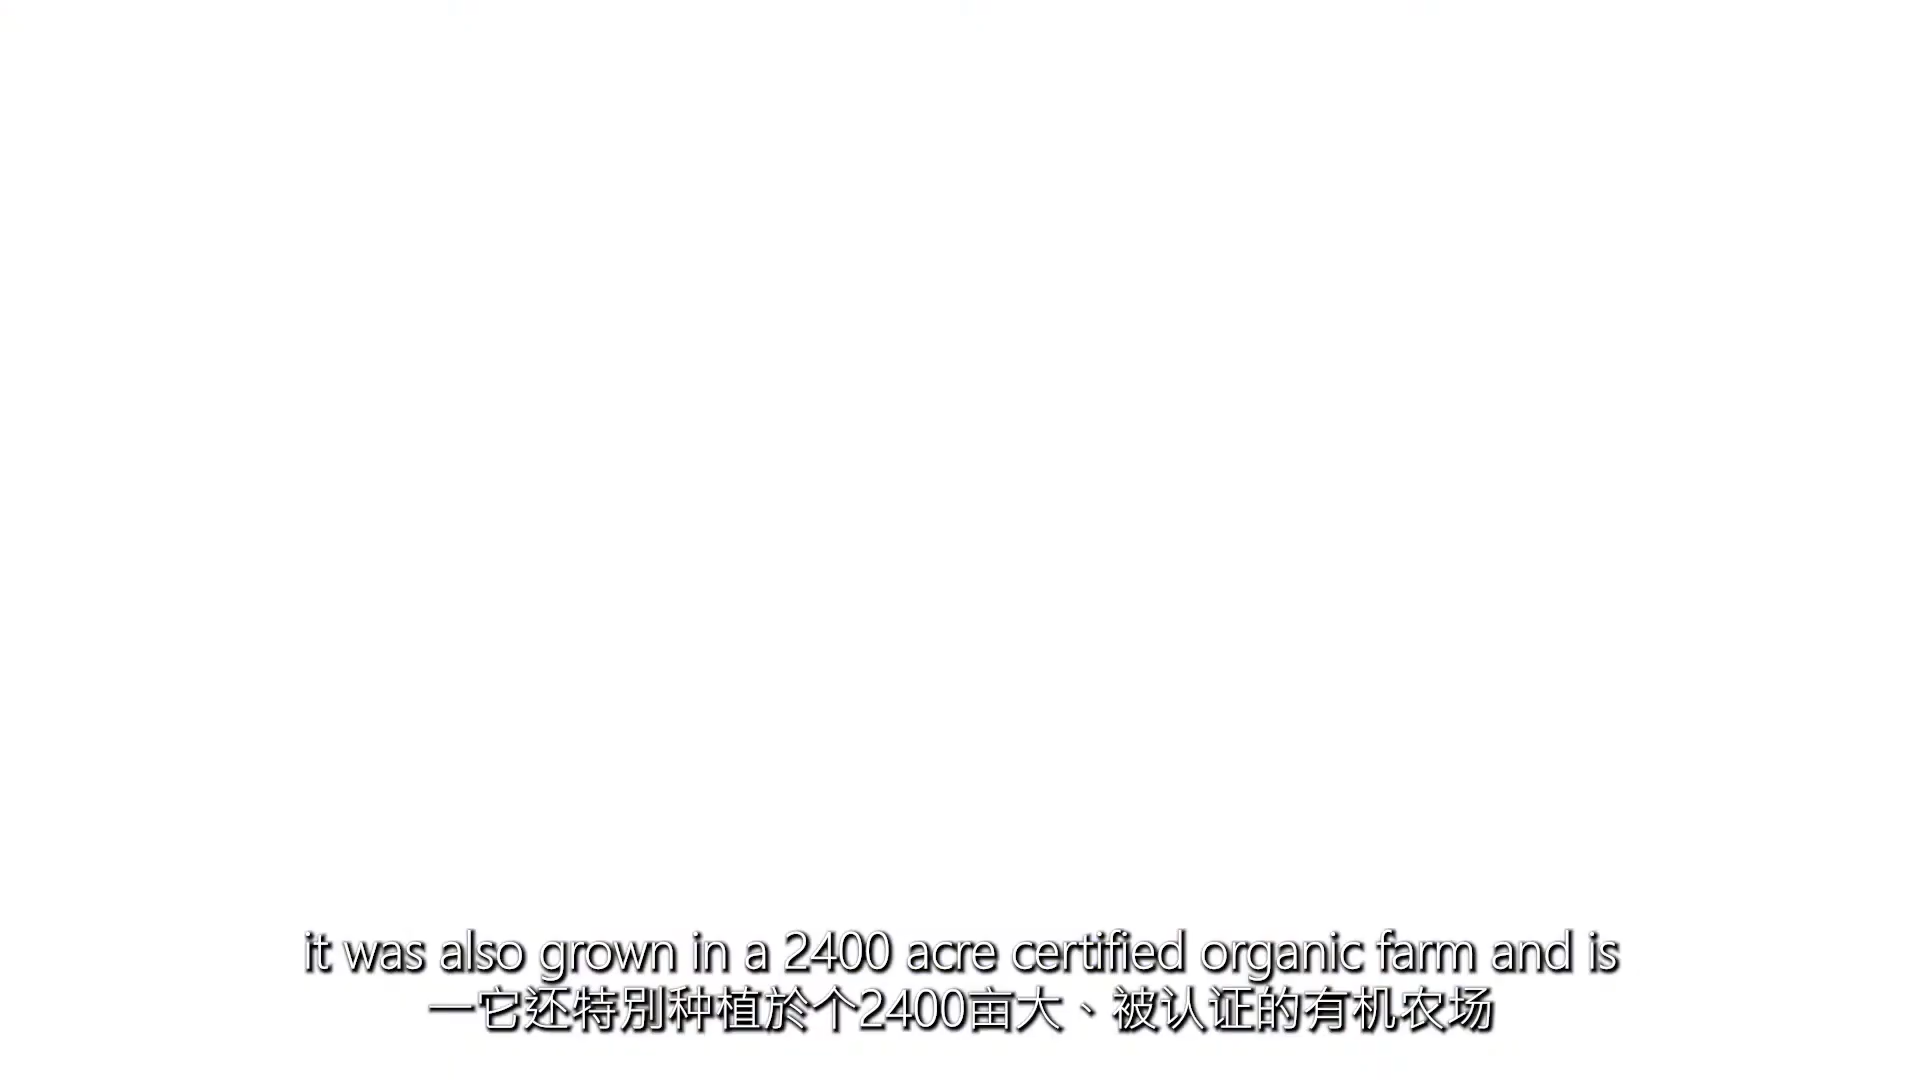 it was also grown in a 2400 acre certified organic farm and is
一它还特别种植於个2400亩大、被认证的有机农场